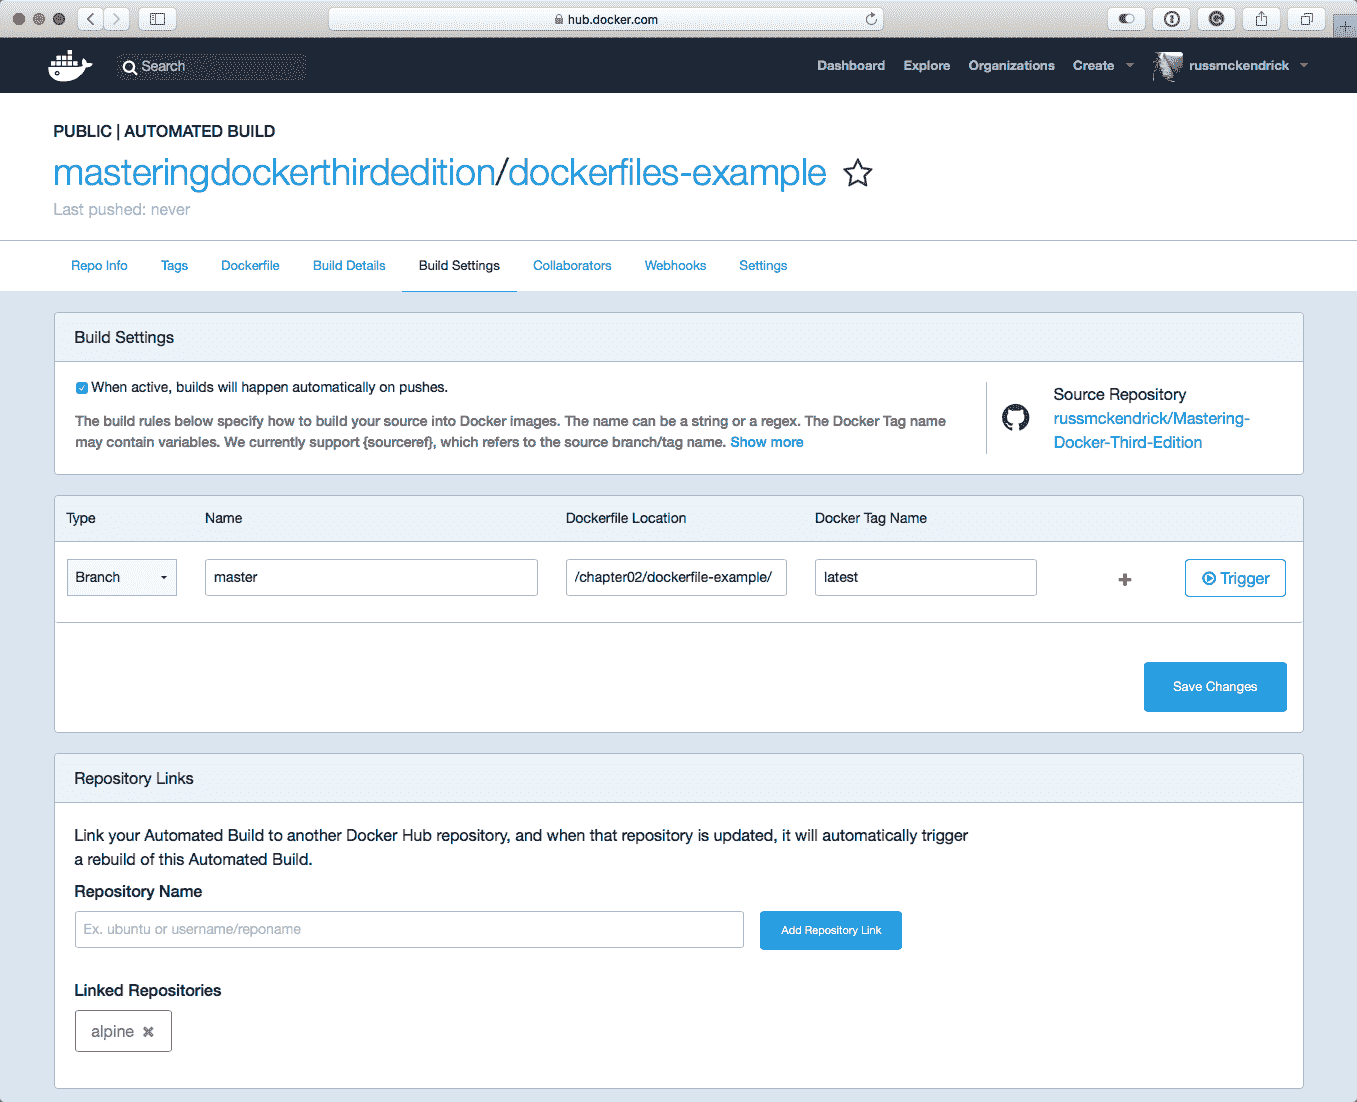 hub.docker.com
Search
Dashboard Explore Organizations Create russmckendrick
PUBLIC | AUTOMATED BUILD
masteringdockerthirdedition/dockerfiles-example
Last pushed: never
Repo Info Tags Dockerfile Build Details Build Settings Collaborators Webhooks Settings
Build Settings
When active, builds will happen automatically on pushes.
The build rules below specify how to build your source into Docker images. The name can be a string or a regex. The Docker Tag name
may contain variables. We currently support {sourceref}, which refers to the source branch/tag name. Show more
Source Repository
russmckendrick/Mastering-
Docker-Third-Edition
Type Name Dockerfile Location Docker Tag Name
Branch master /chapter02/dockerfile-example/ latest Trigger
Save Changes
Repository Links
Link your Automated Build to another Docker Hub repository, and when that repository is updated, it will automatically trigger
a rebuild of this Automated Build.
Repository Name
Ex. ubuntu or username/reponame Add Repository Link
Linked Repositories
alpine